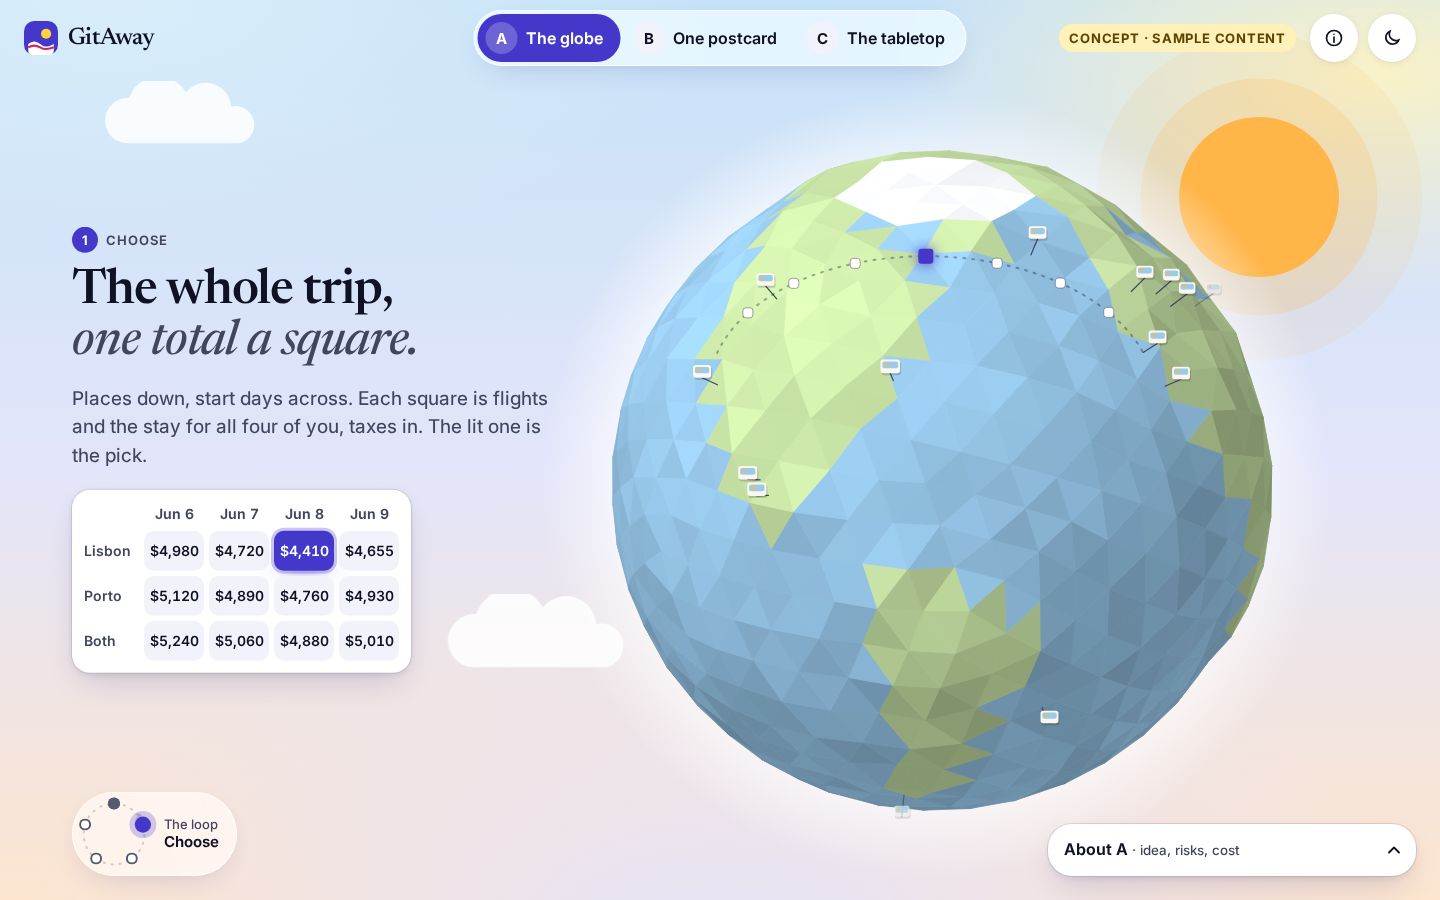 GitAway
A The globe
B One postcard
C The tabletop
CONCEPT · SAMPLE CONTENT
1 CHOOSE
The whole trip,
one total a square.
Places down, start days across. Each square is flights
and the stay for all four of you, taxes in. The lit one is
the pick.
Jun 6 Jun 7 Jun 8 Jun 9
Lisbon $4,980 $4,720 $4,410 $4,655
Porto $5,120 $4,890 $4,760 $4,930
Both $5,240 $5,060 $4,880 $5,010
The loop
Choose
About A · idea, risks, cost